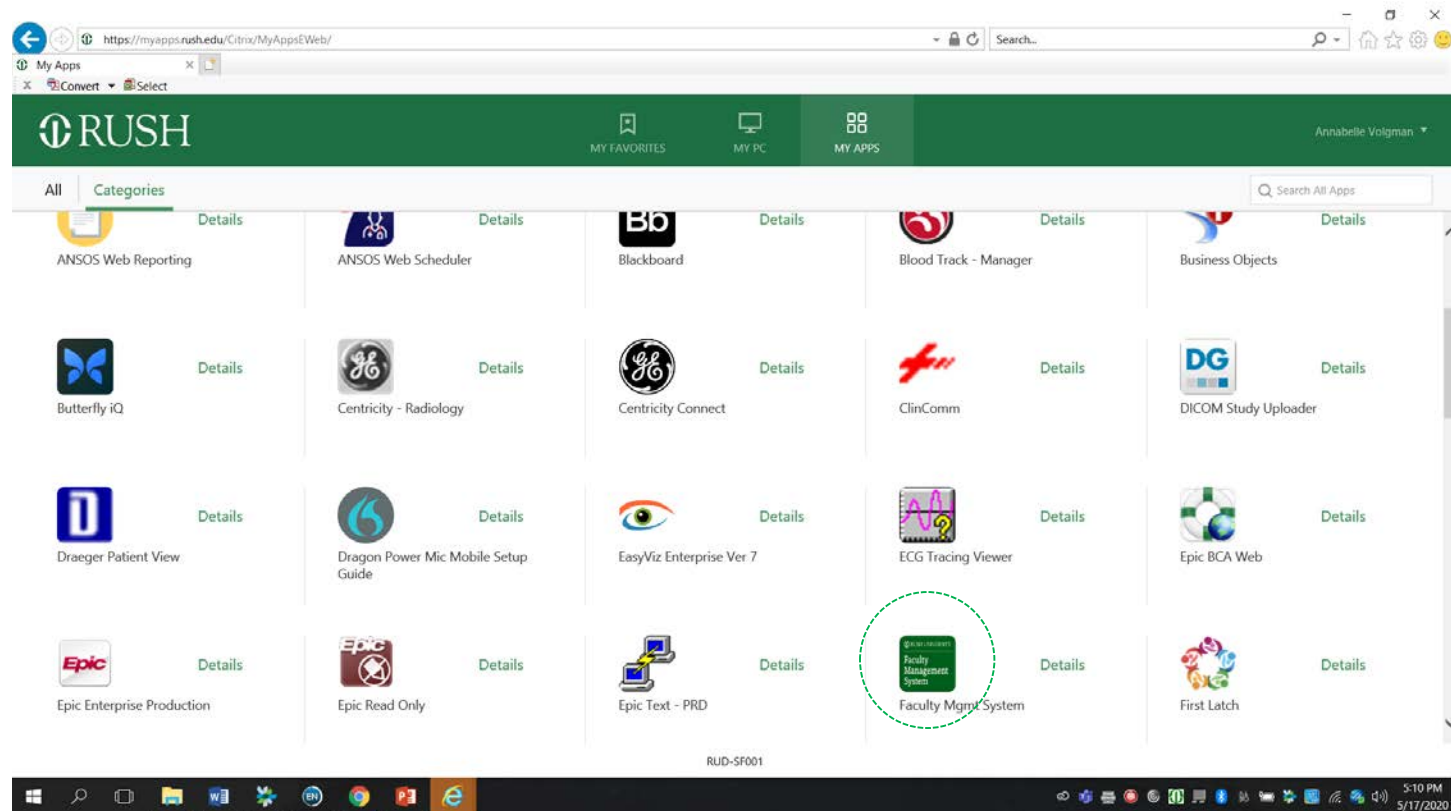 https://myapps.rush.edu/Citrix/MyAppsEWeb/
Search...
My Apps
x Convert Select
RUSH
MY FAVORITES MY PC MY APPS
Annabelle Volgman
All Categories
Search All Apps
Details Bb Details Details Details Details
ANSOS Web Reporting ANSOS Web Scheduler Blackboard Blood Track - Manager Business Objects
GE GE DG
Details Details Details Details Details
Butterfly iQ Centricity - Radiology Centricity Connect ClinComm DICOM Study Uploader
D
Details Details Details Details Details
Draeger Patient View Dragon Power Mic Mobile Setup Guide EasyViz Enterprise Ver 7 ECG Tracing Viewer Epic BCA Web
Epic Epic RUSH UNIVERSITY
Faculty
Management
System
Details Details Details Details Details
Epic Enterprise Production Epic Read Only Epic Text - PRD Faculty Mgmt System First Latch
RUD-SF001
EN
5:10 PM
5/17/2020